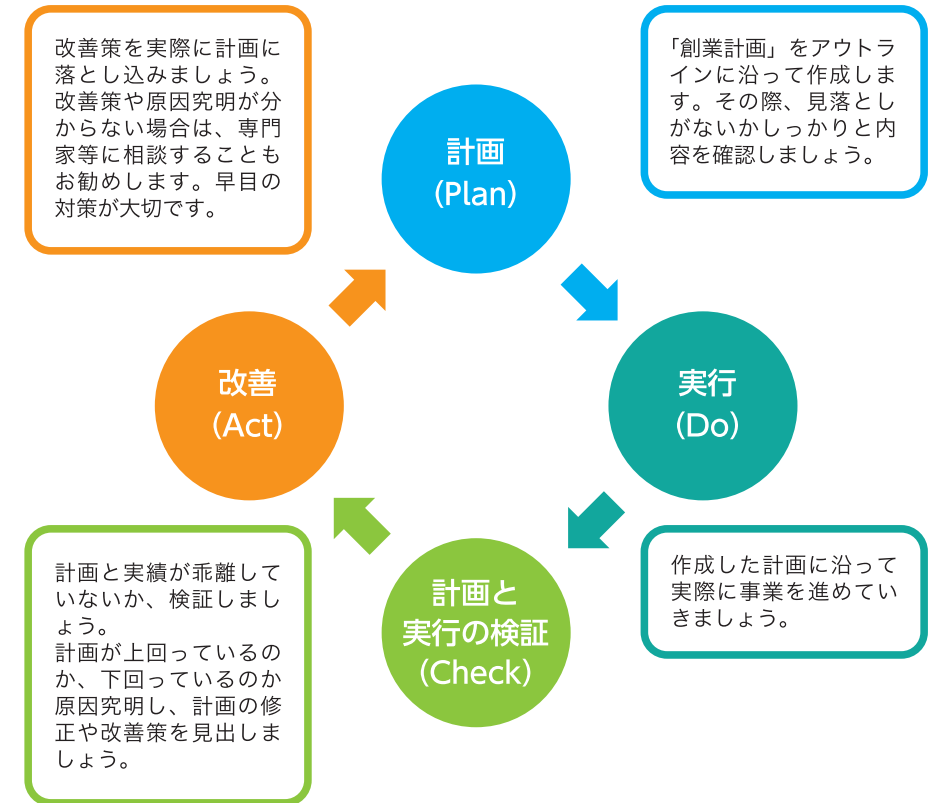 改善策を実際に計画に
落とし込みましょう。
改善策や原因究明が分
からない場合は、専門
家等に相談することも
お勧めします。早目の
対策が大切です。
「創業計画」をアウトラ
インに沿って作成しま
す。その際、見落とし
がないかしっかりと内
容を確認しましょう。
計画
(Plan)
改善
(Act)
実行
(Do)
計画と
実行の検証
(Check)
計画と実績が乖離して
いないか、検証しまし
ょう。
計画が上回っているの
か、下回っているのか
原因究明し、計画の修
正や改善策を見出しま
しょう。
作成した計画に沿って
実際に事業を進めてい
きましょう。